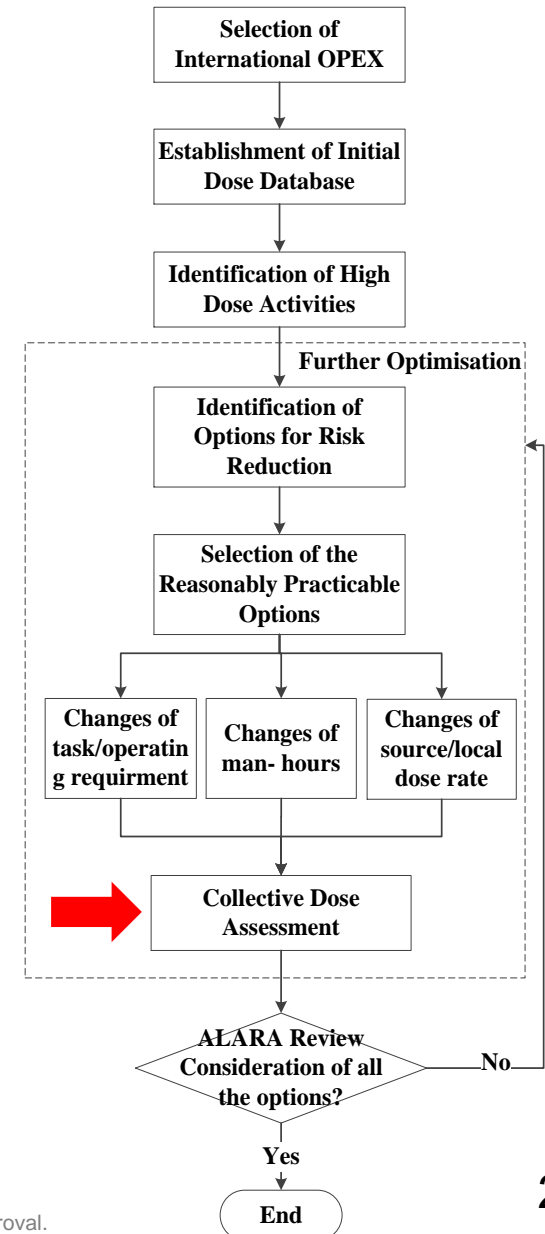 Selection of
International OPEX
Establishment of Initial
Dose Database
Identification of High
Dose Activities
Further Optimisation
Identification of
Options for Risk
Reduction
Selection of the
Reasonably Practicable
Options
Changes of
task/operatin
g requirment
Changes of
man- hours
Changes of
source/local
dose rate
Collective Dose
Assessment
ALARA Review
Consideration of all
the options?
No
Yes
End
roval.